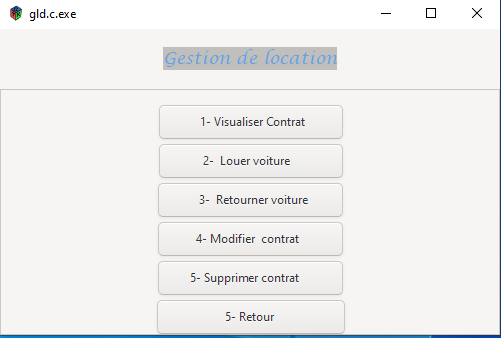 gld.c.exe
Gestion de location
1- Visualiser Contrat
2-  Louer voiture
3-  Retourner voiture
4- Modifier  contrat
5- Supprimer contrat
5- Retour